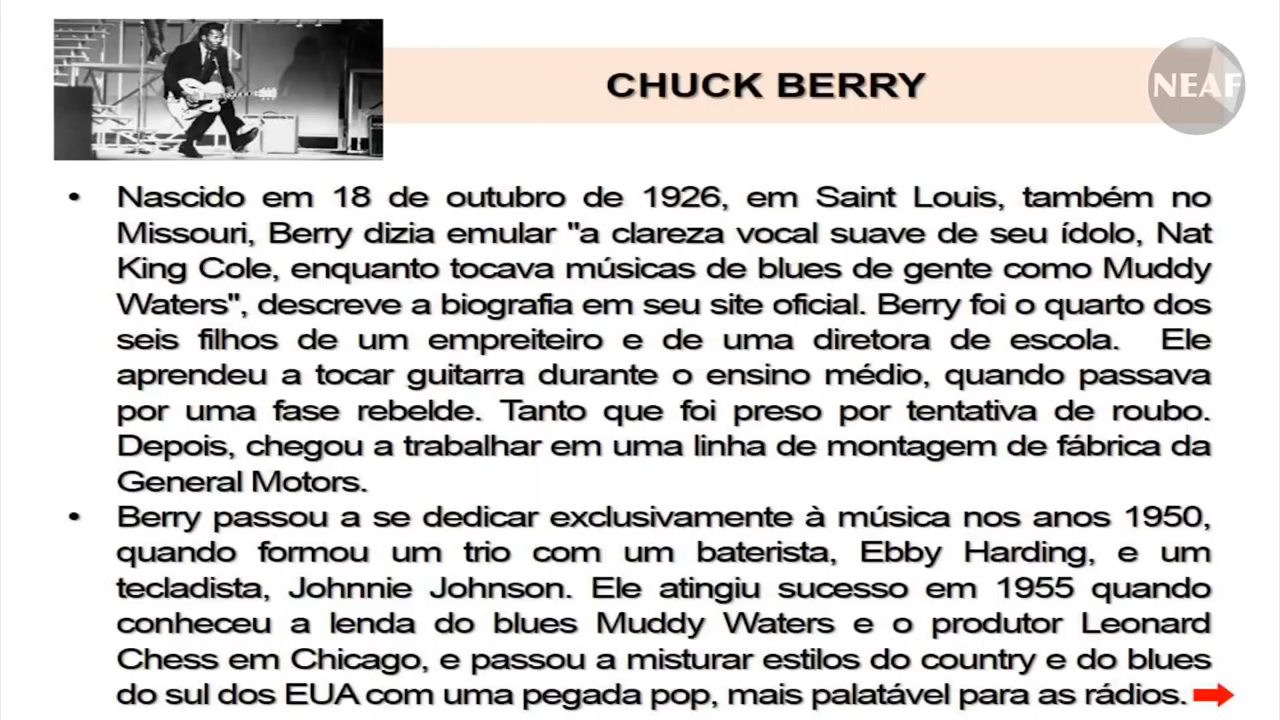 CHUCK BERRY
NEAF
• Nascido em 18 de outubro de 1926, em Saint Louis, também no
Missouri, Berry dizia emular "a clareza vocal suave de seu ídolo, Nat
King Cole, enquanto tocava músicas de blues de gente como Muddy
Waters", descreve a biografia em seu site oficial. Berry foi o quarto dos
seis filhos de um empreiteiro e de uma diretora de escola. Ele
aprendeu a tocar guitarra durante o ensino médio, quando passava
por uma fase rebelde. Tanto que foi preso por tentativa de roubo.
Depois, chegou a trabalhar em uma linha de montagem de fábrica da
General Motors.
• Berry passou a se dedicar exclusivamente à música nos anos 1950,
quando formou um trio com um baterista, Ebby Harding, e um
tecladista, Johnnie Johnson. Ele atingiu sucesso em 1955 quando
conheceu a lenda do blues Muddy Waters e o produtor Leonard
Chess em Chicago, e passou a misturar estilos do country e do blues
do sul dos EUA com uma pegada pop, mais palatável para as rádios.